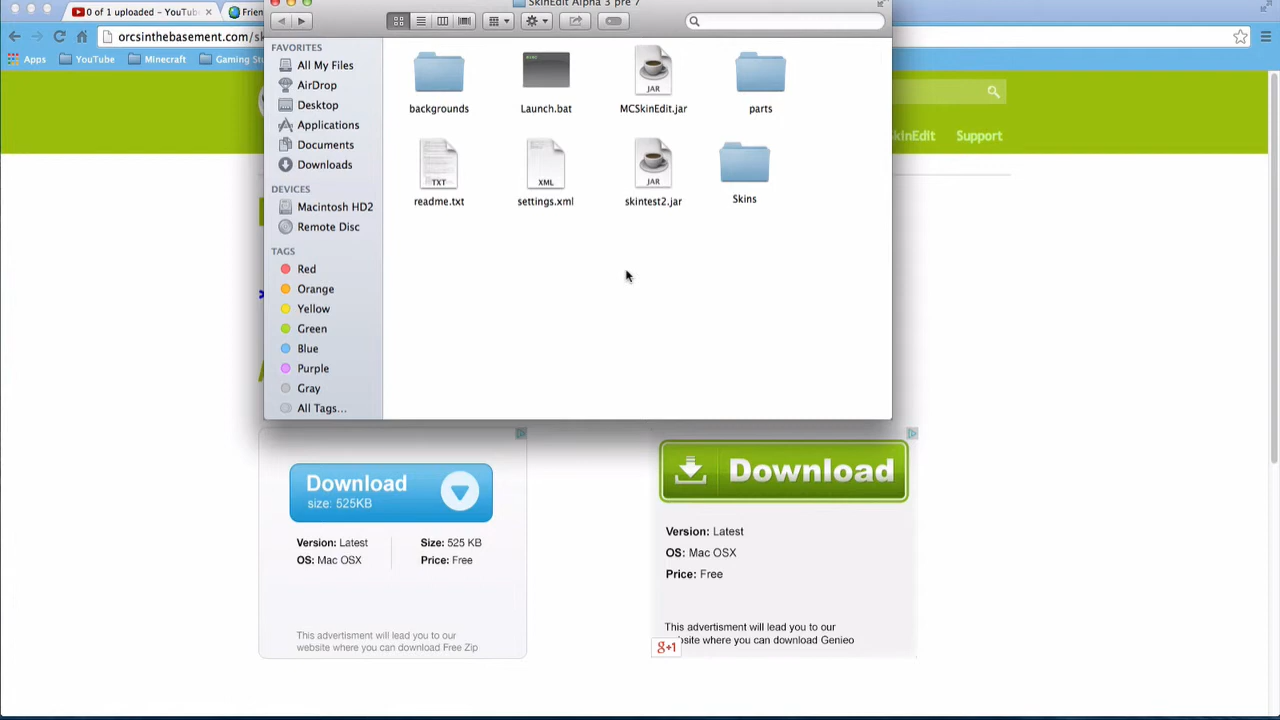 0 of 1 uploaded – YouTub
Frien
orcsinthebasement.com/sk
Apps YouTube Minecraft Gaming Stu
SkinEdit Alpha 3 pre 7
FAVORITES
All My Files
AirDrop
Desktop
Applications
Documents
Downloads
DEVICES
Macintosh HD2
Remote Disc
TAGS
Red
Orange
Yellow
Green
Blue
Purple
Gray
All Tags...
backgrounds Launch.bat MCSkinEdit.jar parts
readme.txt settings.xml skintest2.jar Skins
JAR
TXT XML JAR
kinEdit Support
Download
size: 525KB
Version: Latest Size: 525 KB
OS: Mac OSX Price: Free
This advertisment will lead you to our
website where you can download Free Zip
Download
Version: Latest
OS: Mac OSX
Price: Free
This advertisment will lead you to our
bsite where you can download Genieo
g+1